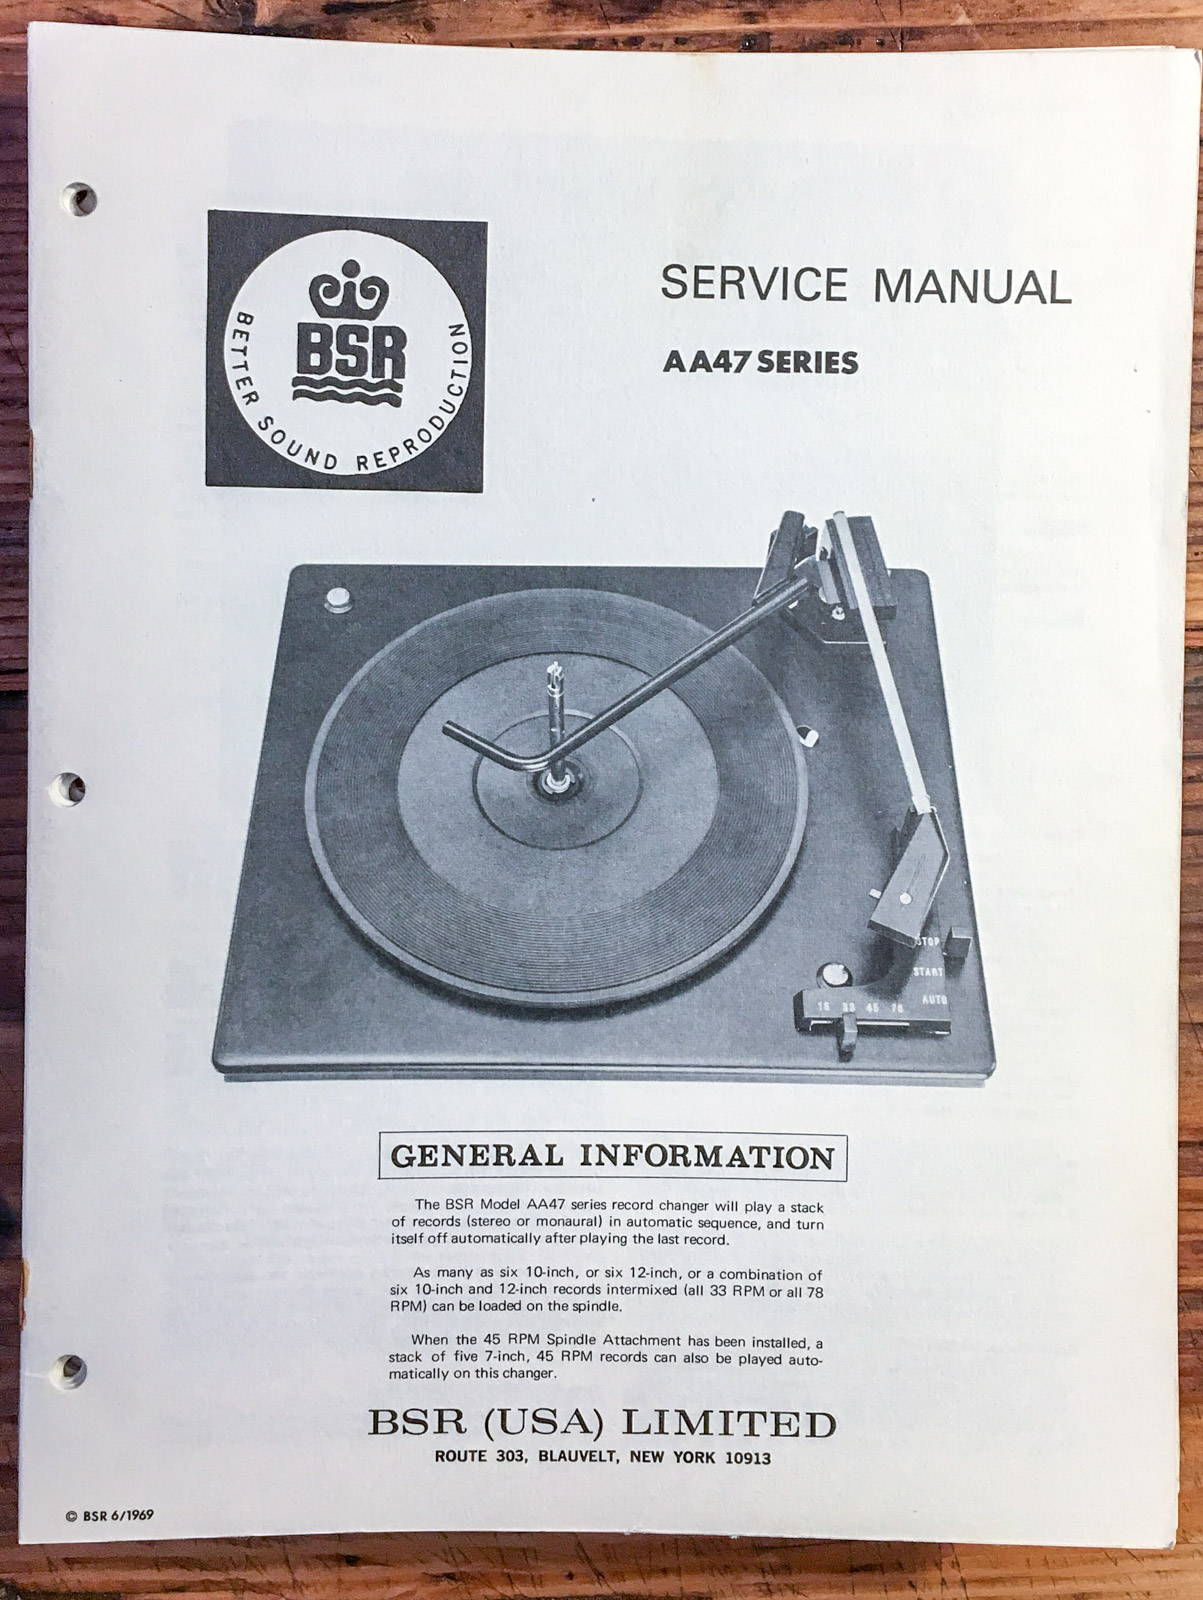 BSR
BETTER SOUND REPRODUCTION
SERVICE MANUAL
AA47 SERIES
STOP
START
AUTO
16 33 45 78
GENERAL INFORMATION
The BSR Model AA47 series record changer will play a stack
of records (stereo or monaural) in automatic sequence, and turn
itself off automatically after playing the last record.
As many as six 10-inch, or six 12-inch, or a combination of
six 10-inch and 12-inch records intermixed (all 33 RPM or all 78
RPM) can be loaded on the spindle.
When the 45 RPM Spindle Attachment has been installed, a
stack of five 7-inch, 45 RPM records can also be played auto-
matically on this changer.
BSR (USA) LIMITED
ROUTE 303, BLAUVELT, NEW YORK 10913
© BSR 6/1969